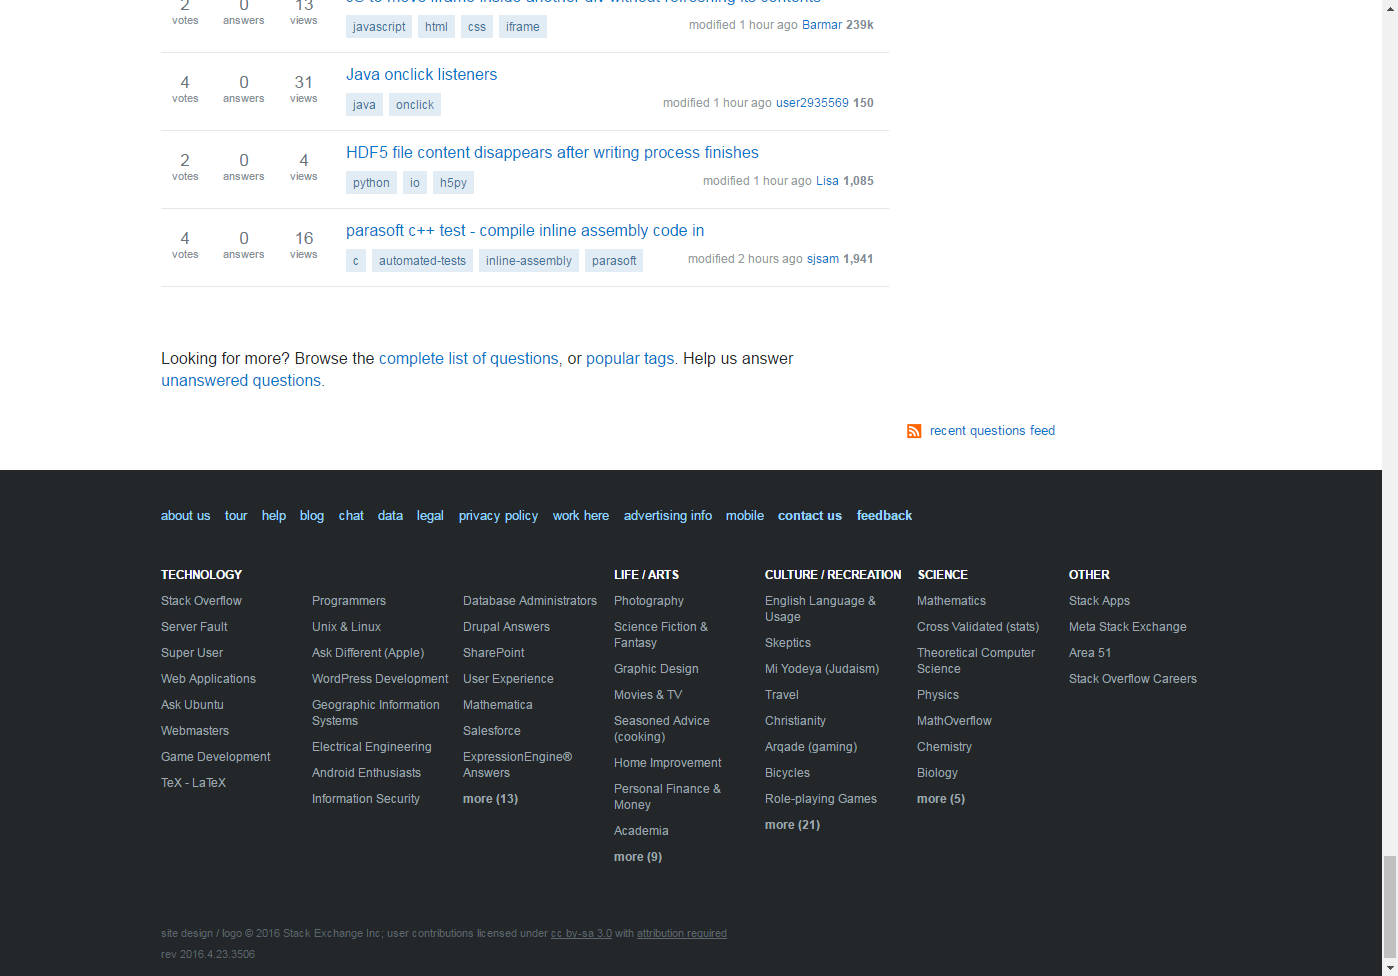 2 0 13 JS to move iframe inside another div without refreshing its contents
votes answers views javascript html css iframe modified 1 hour ago Barmar 239k
4 0 31 Java onclick listeners
votes answers views java onclick modified 1 hour ago user2935569 150
2 0 4 HDF5 file content disappears after writing process finishes
votes answers views python io h5py modified 1 hour ago Lisa 1,085
4 0 16 parasoft c++ test - compile inline assembly code in
votes answers views c automated-tests inline-assembly parasoft modified 2 hours ago sjsam 1,941
Looking for more? Browse the complete list of questions, or popular tags. Help us answer
unanswered questions.
recent questions feed
about us tour help blog chat data legal privacy policy work here advertising info mobile contact us feedback
TECHNOLOGY
Stack Overflow
Server Fault
Super User
Web Applications
Ask Ubuntu
Webmasters
Game Development
TeX - LaTeX
Programmers
Unix & Linux
Ask Different (Apple)
WordPress Development
Geographic Information
Systems
Electrical Engineering
Android Enthusiasts
Information Security
Database Administrators
Drupal Answers
SharePoint
User Experience
Mathematica
Salesforce
ExpressionEngine®
Answers
more (13)
LIFE / ARTS
Photography
Science Fiction &
Fantasy
Graphic Design
Movies & TV
Seasoned Advice
(cooking)
Home Improvement
Personal Finance &
Money
Academia
more (9)
CULTURE / RECREATION
English Language &
Usage
Skeptics
Mi Yodeya (Judaism)
Travel
Christianity
Arqade (gaming)
Bicycles
Role-playing Games
more (21)
SCIENCE
Mathematics
Cross Validated (stats)
Theoretical Computer
Science
Physics
MathOverflow
Chemistry
Biology
more (5)
OTHER
Stack Apps
Meta Stack Exchange
Area 51
Stack Overflow Careers
site design / logo © 2016 Stack Exchange Inc; user contributions licensed under cc by-sa 3.0 with attribution required
rev 2016.4.23.3506